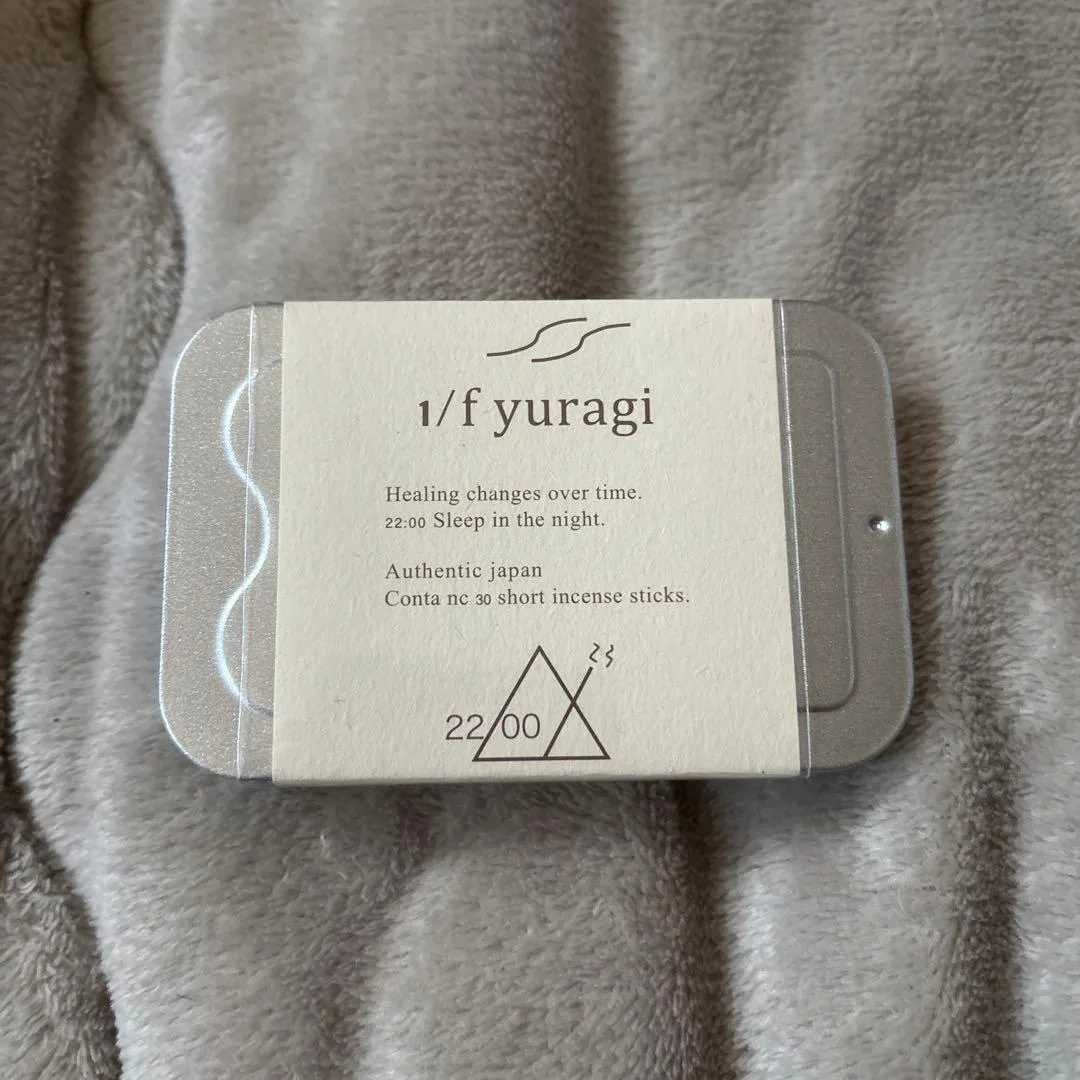 1/f yuragi
Healing changes over time.
22:00 Sleep in the night.
Authentic japan
Conta nc 30 short incense sticks.
22/00